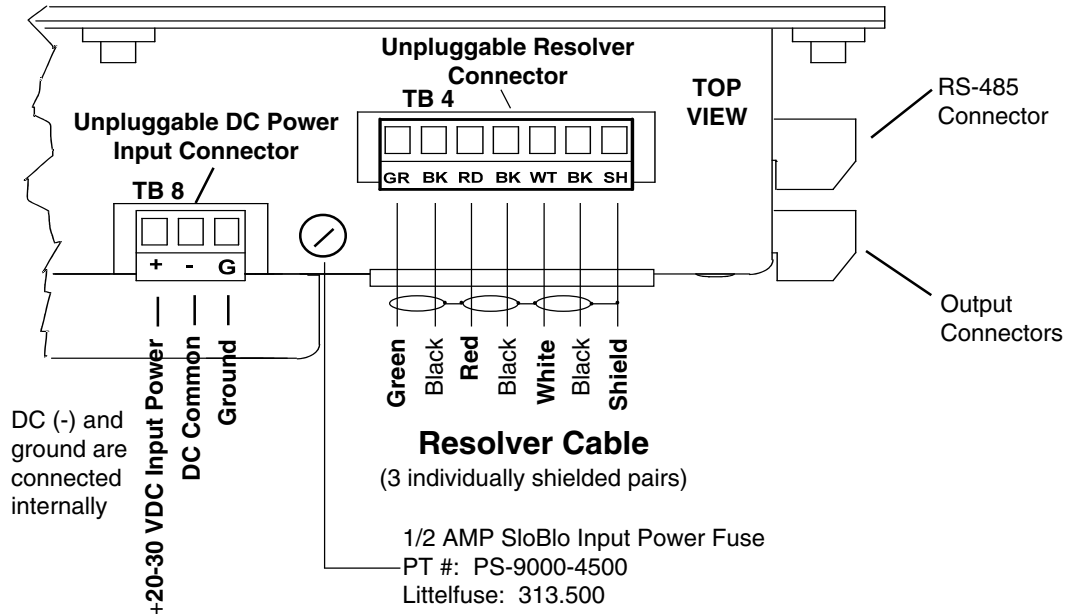 Unpluggable Resolver
Connector
TB 4
TOP
VIEW
RS-485
Connector
Unpluggable DC Power
Input Connector
TB 8
GR BK RD BK WT BK SH
+ - G
Output
Connectors
Green
Black
Red
Black
White
Black
Shield
+20-30 VDC Input Power
DC Common
Ground
DC (-) and
ground are
connected
internally
Resolver Cable
(3 individually shielded pairs)
1/2 AMP SloBlo Input Power Fuse
PT #: PS-9000-4500
Littelfuse: 313.500